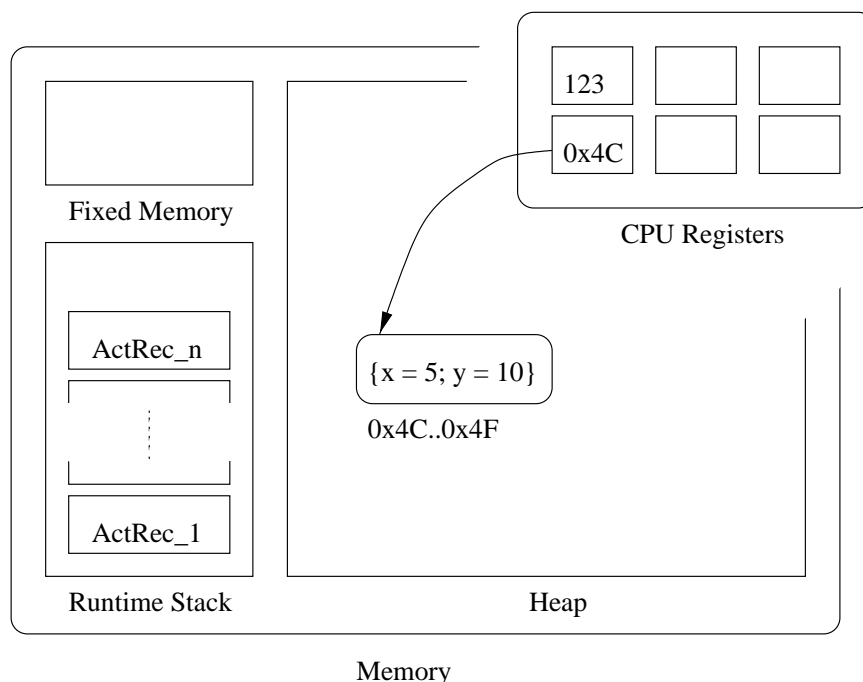 123
0x4C
Fixed Memory
CPU Registers
ActRec_n
{x = 5; y = 10}
0x4C..0x4F
ActRec_1
Runtime Stack
Heap
Memory